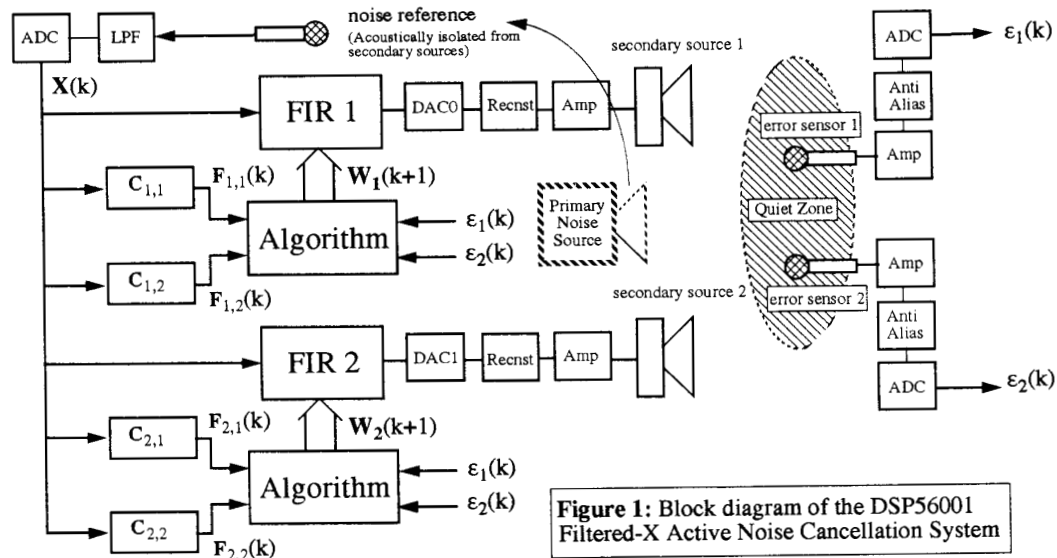 noise reference
(Acoustically isolated from
secondary sources)
ADC
LPF
X(k)
FIR 1
DAC0
Recnst
Amp
secondary source 1
ADC
ε₁(k)
Anti
Alias
Amp
error sensor 1
C₁,₁
F₁,₁(k)
W₁(k+1)
Algorithm
ε₁(k)
ε₂(k)
C₁,₂
F₁,₂(k)
Primary
Noise
Source
Quiet Zone
error sensor 2
Amp
Anti
Alias
ADC
ε₂(k)
secondary source 2
FIR 2
DAC1
Recnst
Amp
C₂,₁
F₂,₁(k)
W₂(k+1)
Algorithm
ε₁(k)
ε₂(k)
C₂,₂
F₂,₂(k)
Figure 1: Block diagram of the DSP56001
Filtered-X Active Noise Cancellation System